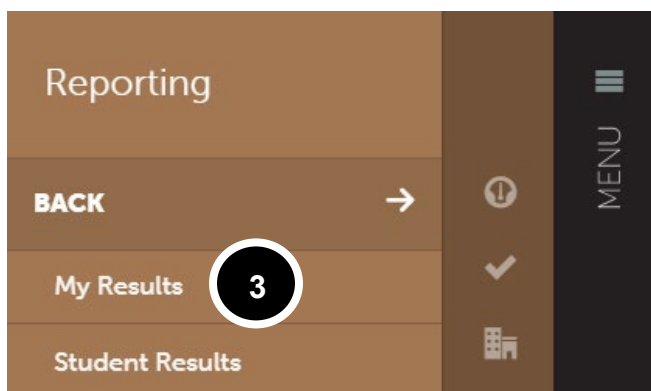 Reporting
BACK
My Results
3
Student Results
MENU